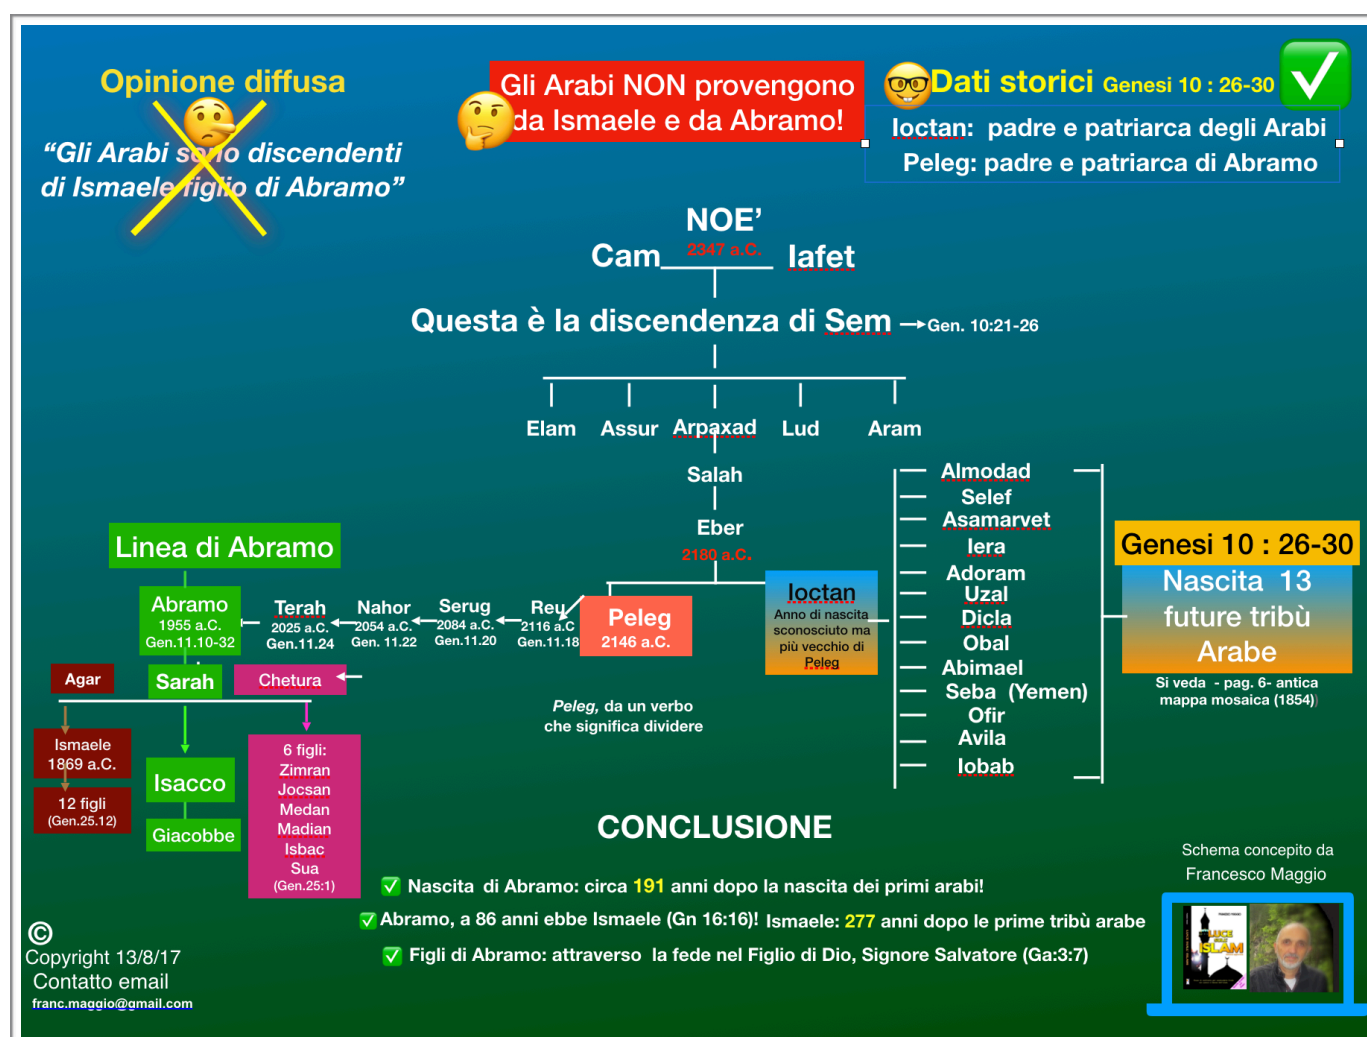 Opinione diffusa
“Gli Arabi sono discendenti
di Ismaele figlio di Abramo”
Gli Arabi NON provengono
da Ismaele e da Abramo!
Dati storici Genesi 10 : 26-30
Ioctan: padre e patriarca degli Arabi
Peleg: padre e patriarca di Abramo
NOE’
2347 a.C.
Cam
Iafet
Questa è la discendenza di Sem
Gen. 10:21-26
Elam Assur Arpaxad Lud Aram
Salah
Eber
2180 a.C.
Linea di Abramo
Abramo
1955 a.C.
Gen.11.10-32
Terah
2025 a.C.
Gen.11.24
Nahor
2054 a.C.
Gen. 11.22
Serug
2084 a.C.
Gen.11.20
Reu
2116 a.C
Gen.11.18
Peleg
2146 a.C.
Ioctan
Anno di nascita
sconosciuto ma
più vecchio di
Peleg
Almodad
Selef
Asamarvet
Iera
Adoram
Uzal
Dicla
Obal
Abimael
Seba (Yemen)
Ofir
Avila
Iobab
Genesi 10 : 26-30
Nascita 13
future tribù
Arabe
Si veda - pag. 6- antica
mappa mosaica (1854))
Agar
Sarah
Chetura
Peleg, da un verbo
che significa dividere
Ismaele
1869 a.C.
12 figli
(Gen.25.12)
Isacco
Giacobbe
6 figli:
Zimran
Jocsan
Medan
Madian
Isbac
Sua
(Gen.25:1)
CONCLUSIONE
Nascita di Abramo: circa 191 anni dopo la nascita dei primi arabi!
Abramo, a 86 anni ebbe Ismaele (Gn 16:16)! Ismaele: 277 anni dopo le prime tribù arabe
Figli di Abramo: attraverso la fede nel Figlio di Dio, Signore Salvatore (Ga:3:7)
Schema concepito da
Francesco Maggio
LUCE
ISLAM
©
Copyright 13/8/17
Contatto email
franc.maggio@gmail.com